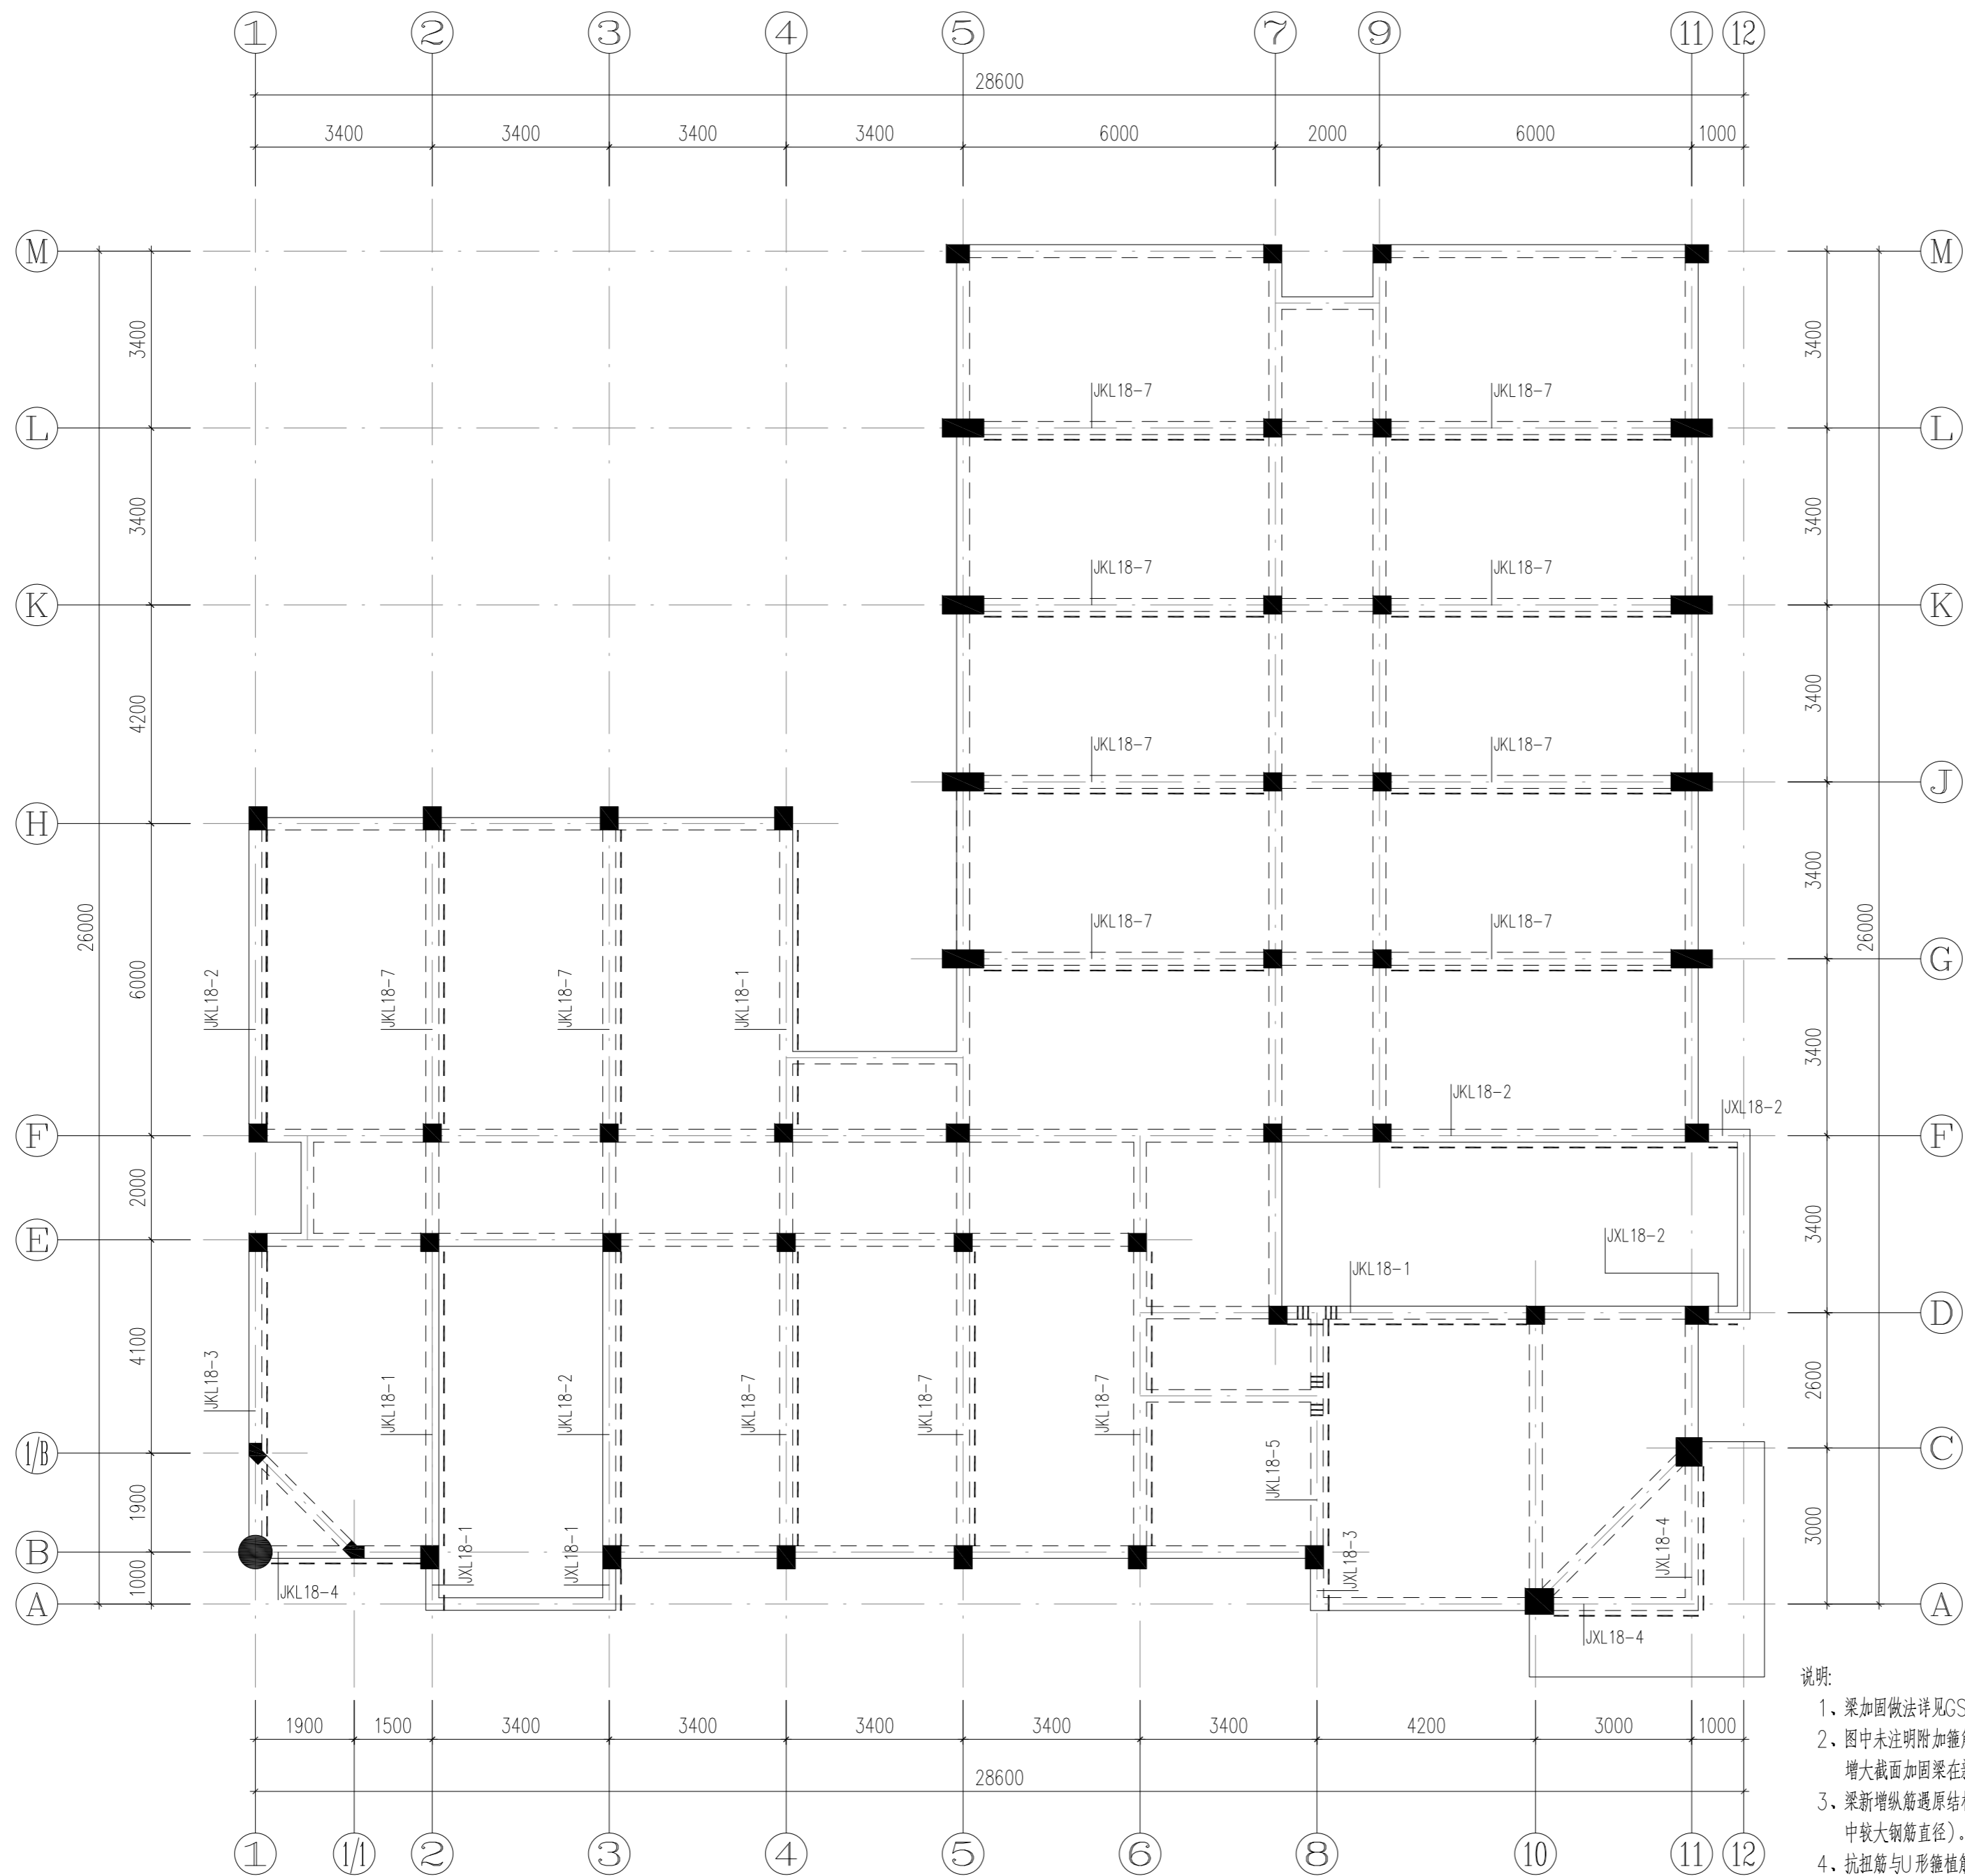 1 2 3 4 5 7 9 11 12
28600
3400 3400 3400 3400 6000 2000 6000 1000
M M
3400 3400
JKL18-7 JKL18-7
L L
3400 3400
JKL18-7 JKL18-7
K K
4200 3400
JKL18-7 JKL18-7
J
H
3400
26000 26000
JKL18-7 JKL18-7
G
6000
JKL18-2 JKL18-7 JKL18-7 JKL18-1
3400
JKL18-2
JXL18-2
F F
2000
3400
E
JXL18-2
JKL18-1
D
4100
2600
JKL18-3 JKL18-1 JKL18-2 JKL18-7 JKL18-7 JKL18-7
1/B C
JKL18-5
1900
3000
B
JXL18-1 JXL18-1 JXL18-3 JXL18-4
1000
JKL18-4
A A
JXL18-4
说明:
1、梁加固做法详见GS
2、图中未注明附加箍
增大截面加固梁在
3、梁新增纵筋遇原结
中较大钢筋直径)。
4、抗扭筋与U形箍植
1900 1500 3400 3400 3400 3400 3400 4200 3000 1000
28600
1 1/1 2 3 4 5 6 8 10 11 12